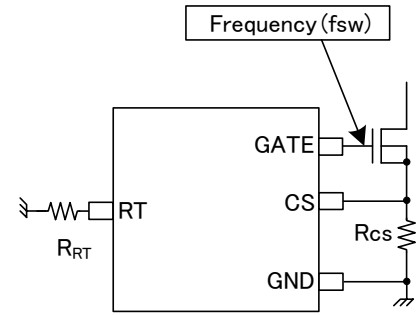 Frequency(fsw)
GATE
RT
CS
RRT
Rcs
GND